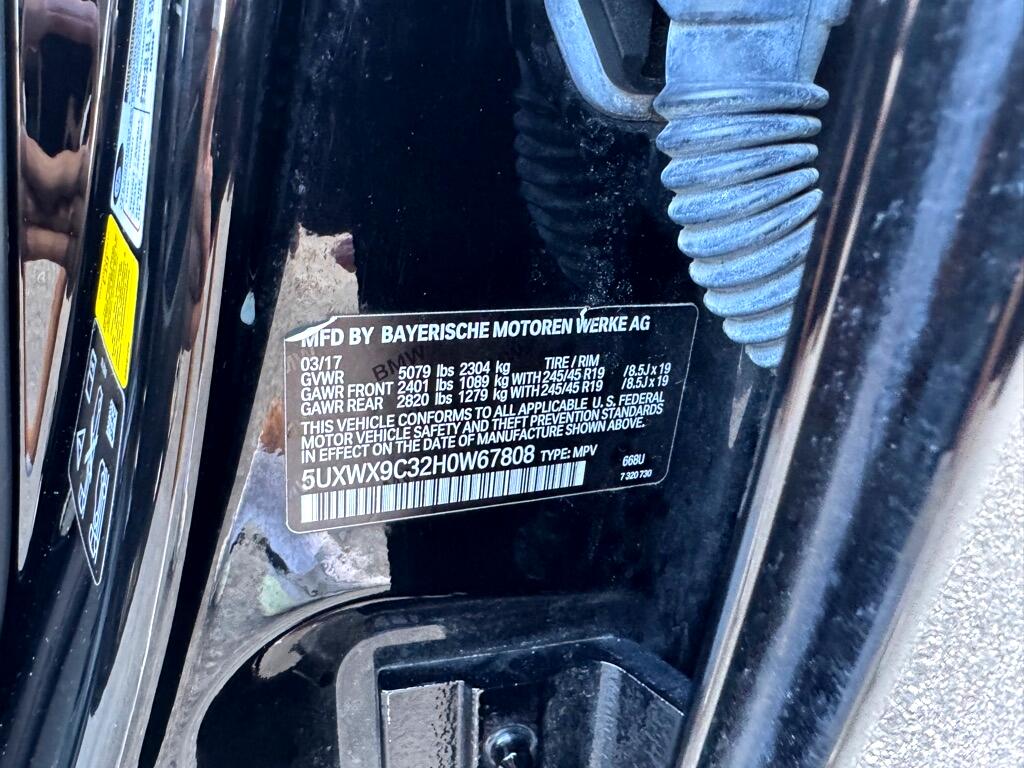 MFD BY BAYERISCHE MOTOREN WERKE AG
03/17 TIRE / RIM
GVWR 5079 lbs 2304 kg
GAWR FRONT 2401 lbs 1089 kg WITH 245/45 R19 /8.5J x 19
GAWR REAR 2820 lbs 1279 kg WITH 245/45 R19 /8.5J x 19
THIS VEHICLE CONFORMS TO ALL APPLICABLE U. S. FEDERAL
MOTOR VEHICLE SAFETY AND THEFT PREVENTION STANDARDS
IN EFFECT ON THE DATE OF MANUFACTURE SHOWN ABOVE.
5UXWX9C32H0W67808 TYPE: MPV 668U
7 320 730
BMW